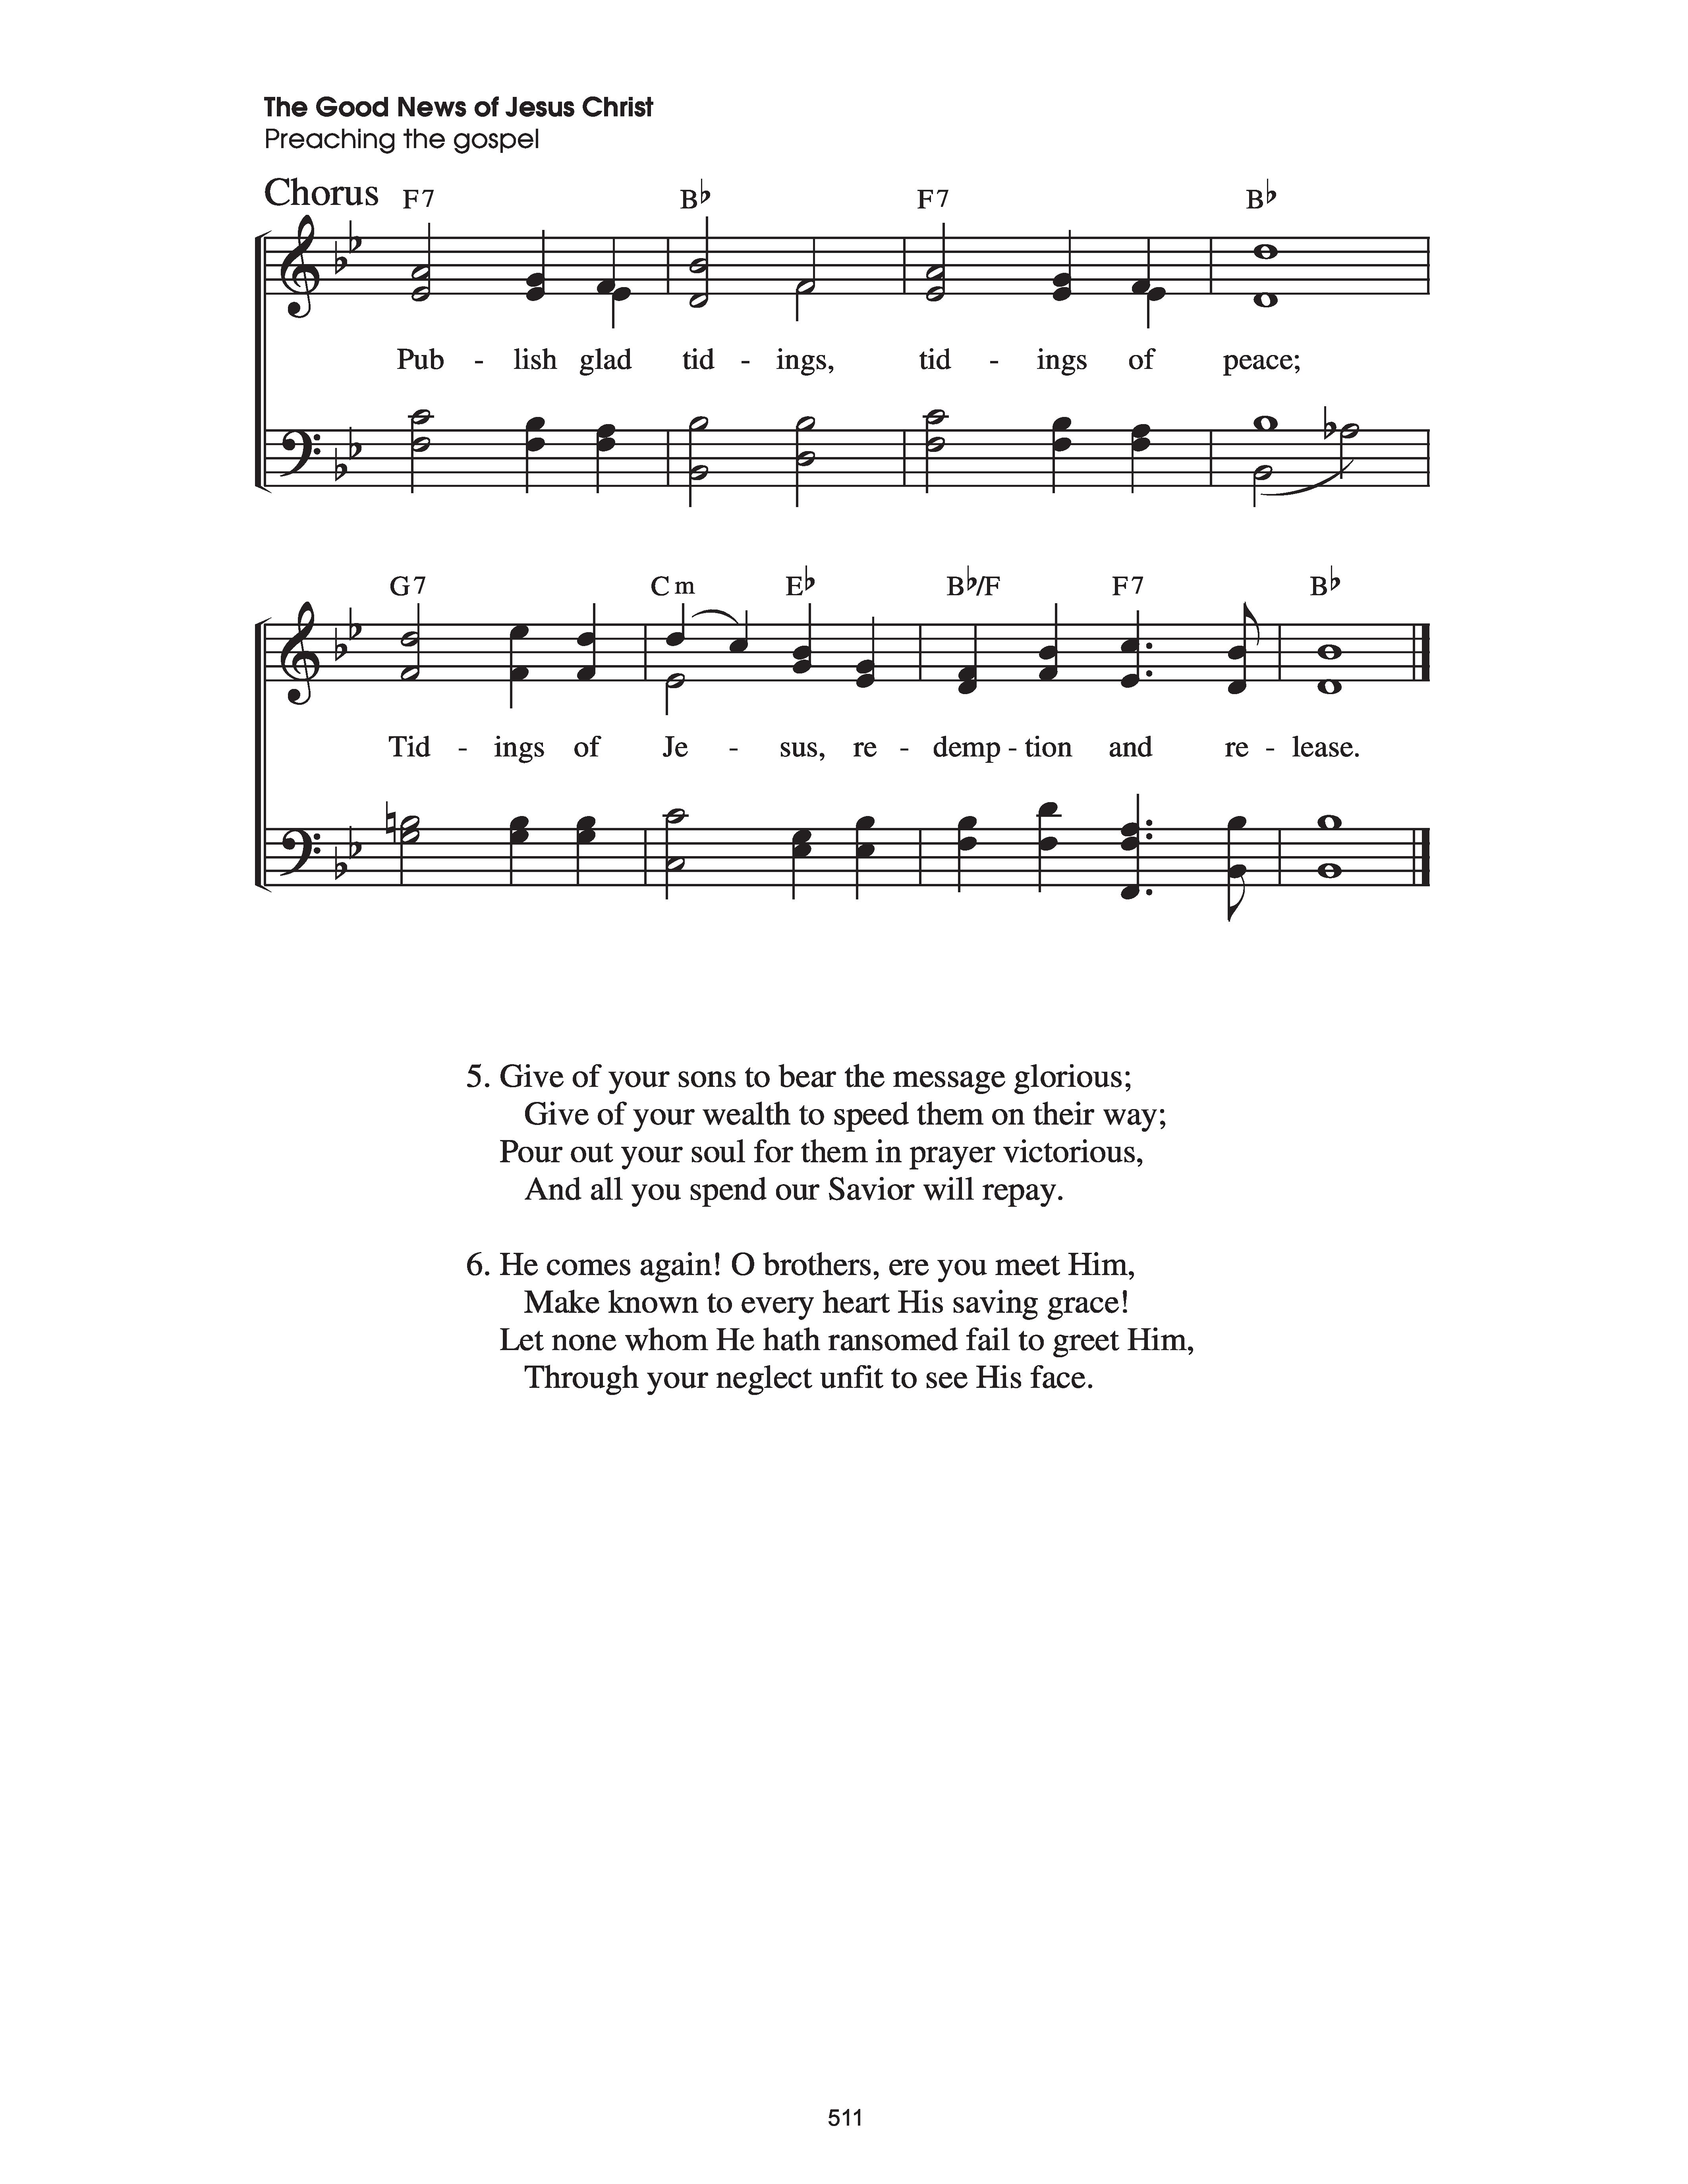 The Good News of Jesus Christ
Preaching the gospel
Chorus F7 B♭ F7 B♭
Pub - lish glad tid - ings, tid - ings of peace;
G7 Cm E♭ B♭/F F7 B♭
Tid - ings of Je - sus, re - demp - tion and re - lease.
5. Give of your sons to bear the message glorious;
Give of your wealth to speed them on their way;
Pour out your soul for them in prayer victorious,
And all you spend our Savior will repay.
6. He comes again! O brothers, ere you meet Him,
Make known to every heart His saving grace!
Let none whom He hath ransomed fail to greet Him,
Through your neglect unfit to see His face.
511